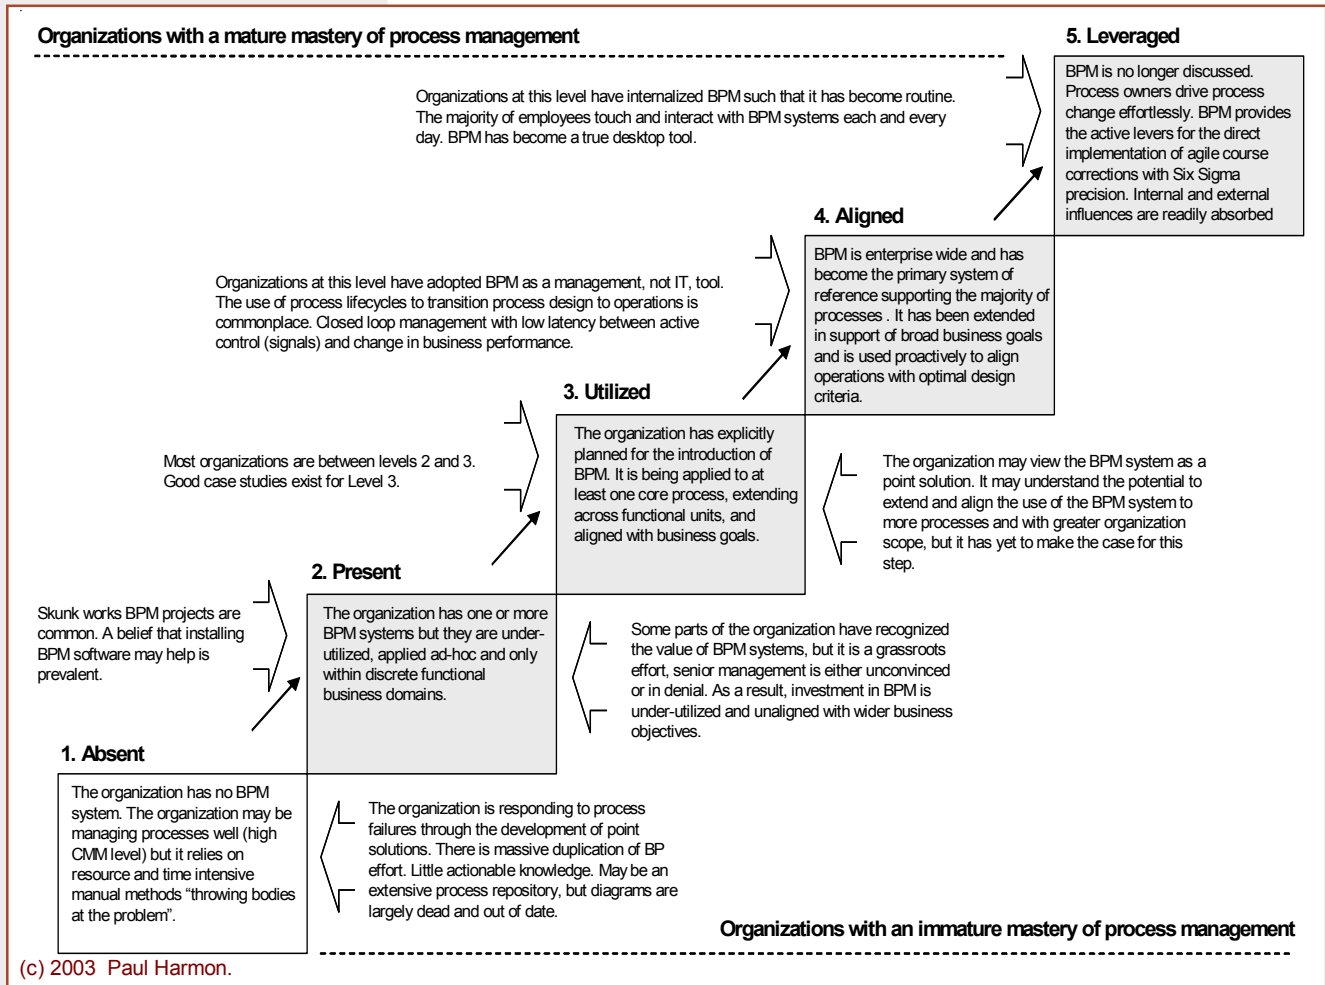 Organizations with a mature mastery of process management
5. Leveraged
BPM is no longer discussed.
Process owners drive process
change effortlessly. BPM provides
the active levers for the direct
implementation of agile course
corrections with Six Sigma
precision. Internal and external
influences are readily absorbed
Organizations at this level have internalized BPM such that it has become routine.
The majority of employees touch and interact with BPM systems each and every
day. BPM has become a true desktop tool.
4. Aligned
BPM is enterprise wide and has
become the primary system of
reference supporting the majority of
processes . It has been extended
in support of broad business goals
and is used proactively to align
operations with optimal design
criteria.
Organizations at this level have adopted BPM as a management, not IT, tool.
The use of process lifecycles to transition process design to operations is
commonplace. Closed loop management with low latency between active
control (signals) and change in business performance.
3. Utilized
The organization has explicitly
planned for the introduction of
BPM. It is being applied to at
least one core process, extending
across functional units, and
aligned with business goals.
Most organizations are between levels 2 and 3.
Good case studies exist for Level 3.
The organization may view the BPM system as a
point solution. It may understand the potential to
extend and align the use of the BPM system to
more processes and with greater organization
scope, but it has yet to make the case for this
step.
2. Present
The organization has one or more
BPM systems but they are under-
utilized, applied ad-hoc and only
within discrete functional
business domains.
Skunk works BPM projects are
common. A belief that installing
BPM software may help is
prevalent.
Some parts of the organization have recognized
the value of BPM systems, but it is a grassroots
effort, senior management is either unconvinced
or in denial. As a result, investment in BPM is
under-utilized and unaligned with wider business
objectives.
1. Absent
The organization has no BPM
system. The organization may be
managing processes well (high
CMM level) but it relies on
resource and time intensive
manual methods “throwing bodies
at the problem”.
The organization is responding to process
failures through the development of point
solutions. There is massive duplication of BP
effort. Little actionable knowledge. May be an
extensive process repository, but diagrams are
largely dead and out of date.
Organizations with an immature mastery of process management
(c) 2003 Paul Harmon.